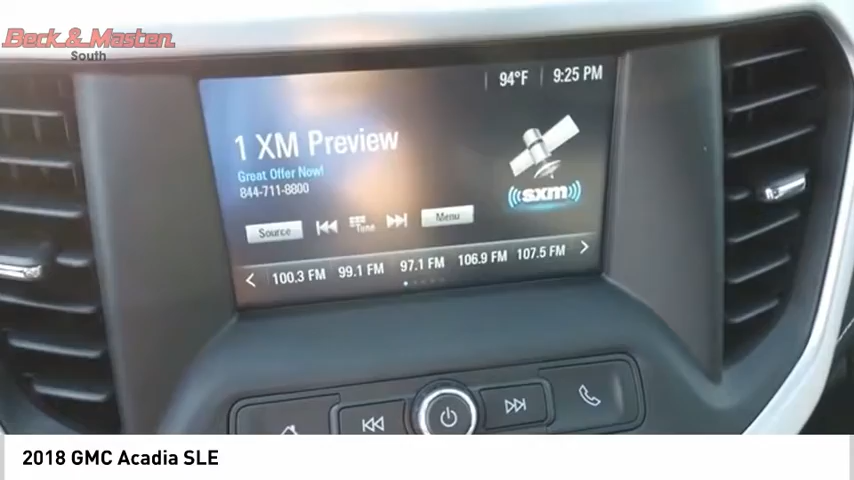 Beck & Masten
South
94°F 9:25 PM
1 XM Preview
Great Offer Now!
844-711-8800
sxm
Source Tune Menu
100.3 FM 99.1 FM 97.1 FM 106.9 FM 107.5 FM
2018 GMC Acadia SLE